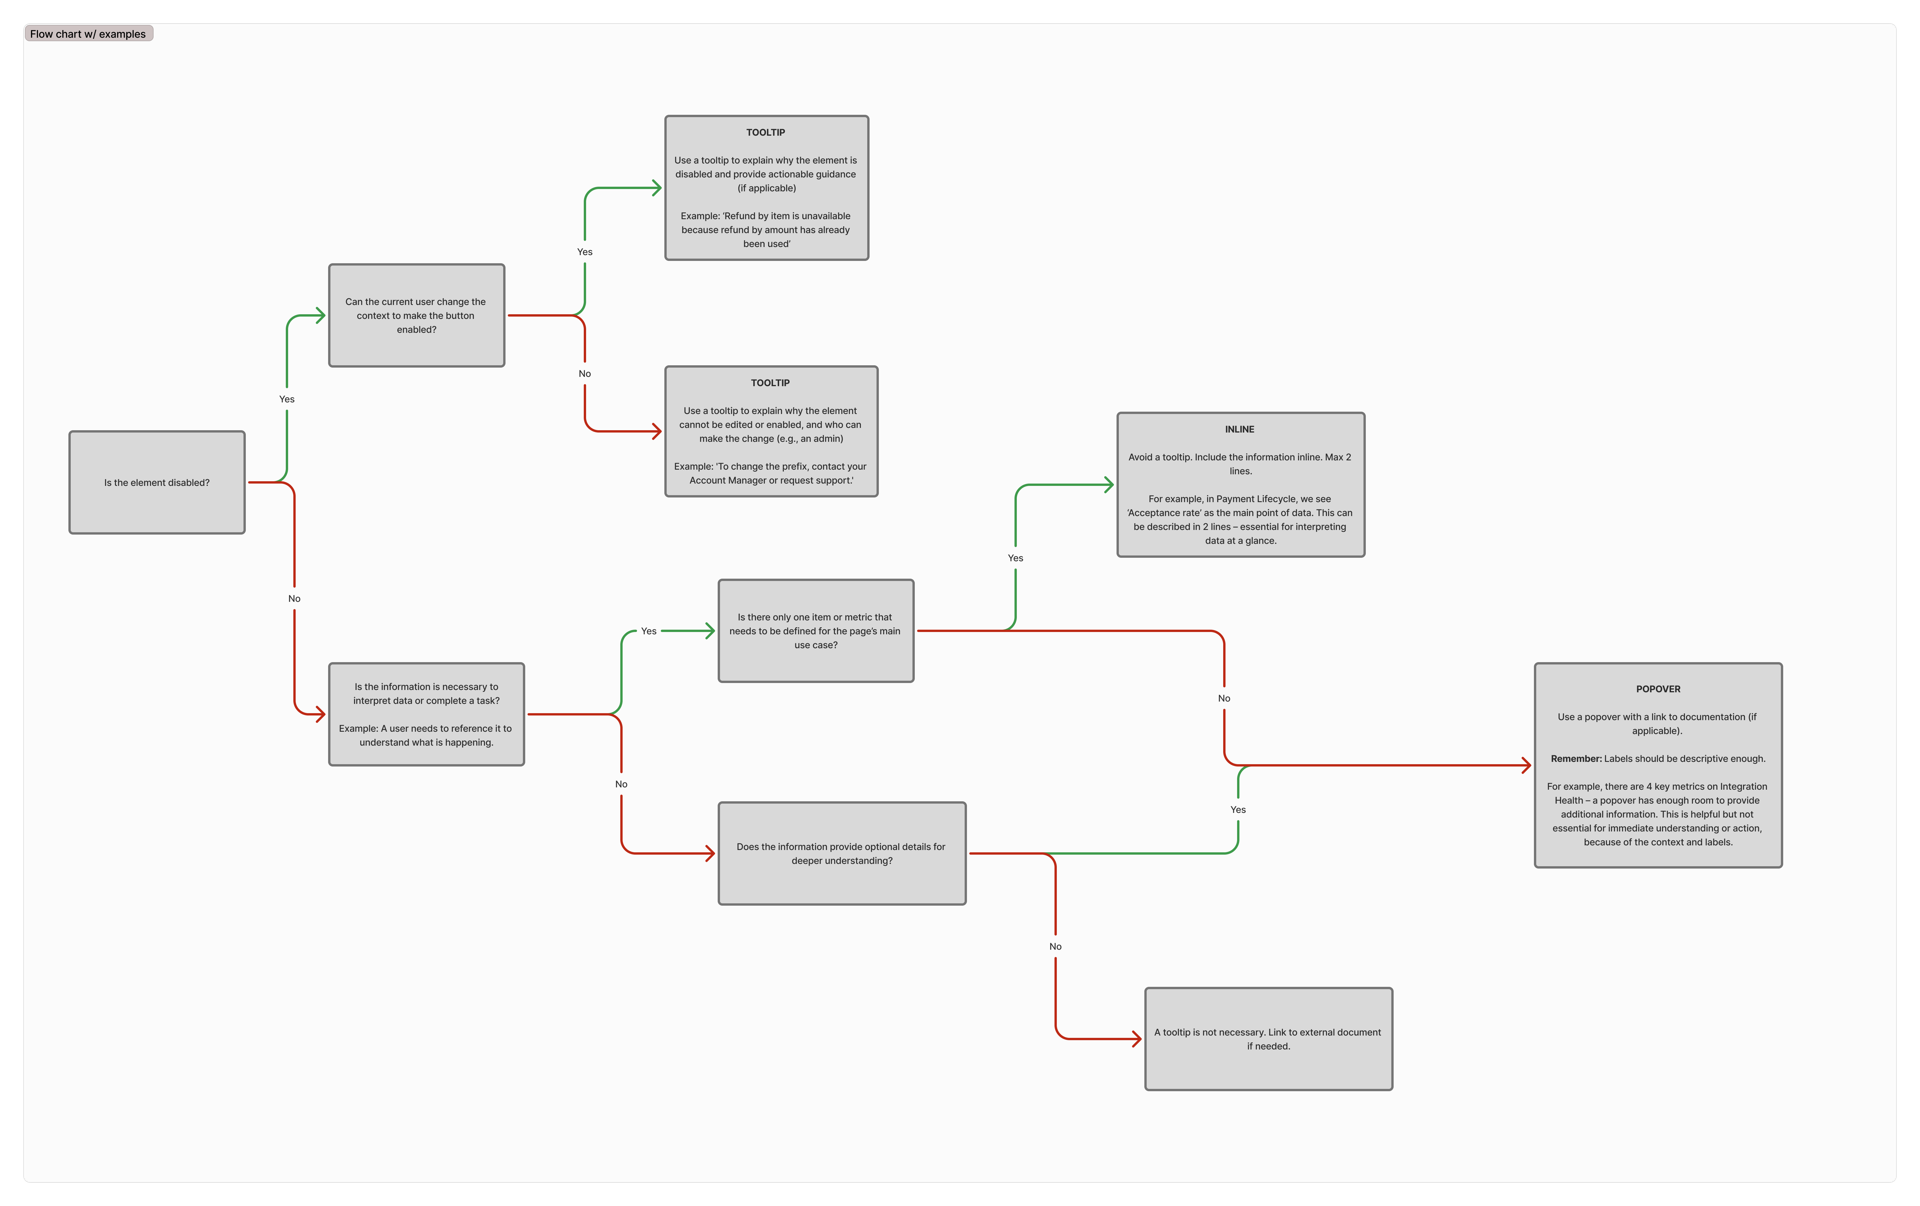 Flow chart w/ examples
TOOLTIP
Use a tooltip to explain why the element is
disabled and provide actionable guidance
(if applicable)
Example: ‘Refund by item is unavailable
because refund by amount has already
been used’
Yes
Can the current user change the
context to make the button
enabled?
No
TOOLTIP
Use a tooltip to explain why the element
cannot be edited or enabled, and who can
make the change (e.g., an admin)
Example: ‘To change the prefix, contact your
Account Manager or request support.’
Yes
Is the element disabled?
No
INLINE
Avoid a tooltip. Include the information inline. Max 2
lines.
For example, in Payment Lifecycle, we see
‘Acceptance rate’ as the main point of data. This can
be described in 2 lines – essential for interpreting
data at a glance.
Yes
Is there only one item or metric that
needs to be defined for the page’s main
use case?
Yes
No
Is the information is necessary to
interpret data or complete a task?
Example: A user needs to reference it to
understand what is happening.
No
POPOVER
Use a popover with a link to documentation (if
applicable).
Remember: Labels should be descriptive enough.
For example, there are 4 key metrics on Integration
Health – a popover has enough room to provide
additional information. This is helpful but not
essential for immediate understanding or action,
because of the context and labels.
Yes
Does the information provide optional details for
deeper understanding?
No
A tooltip is not necessary. Link to external document
if needed.